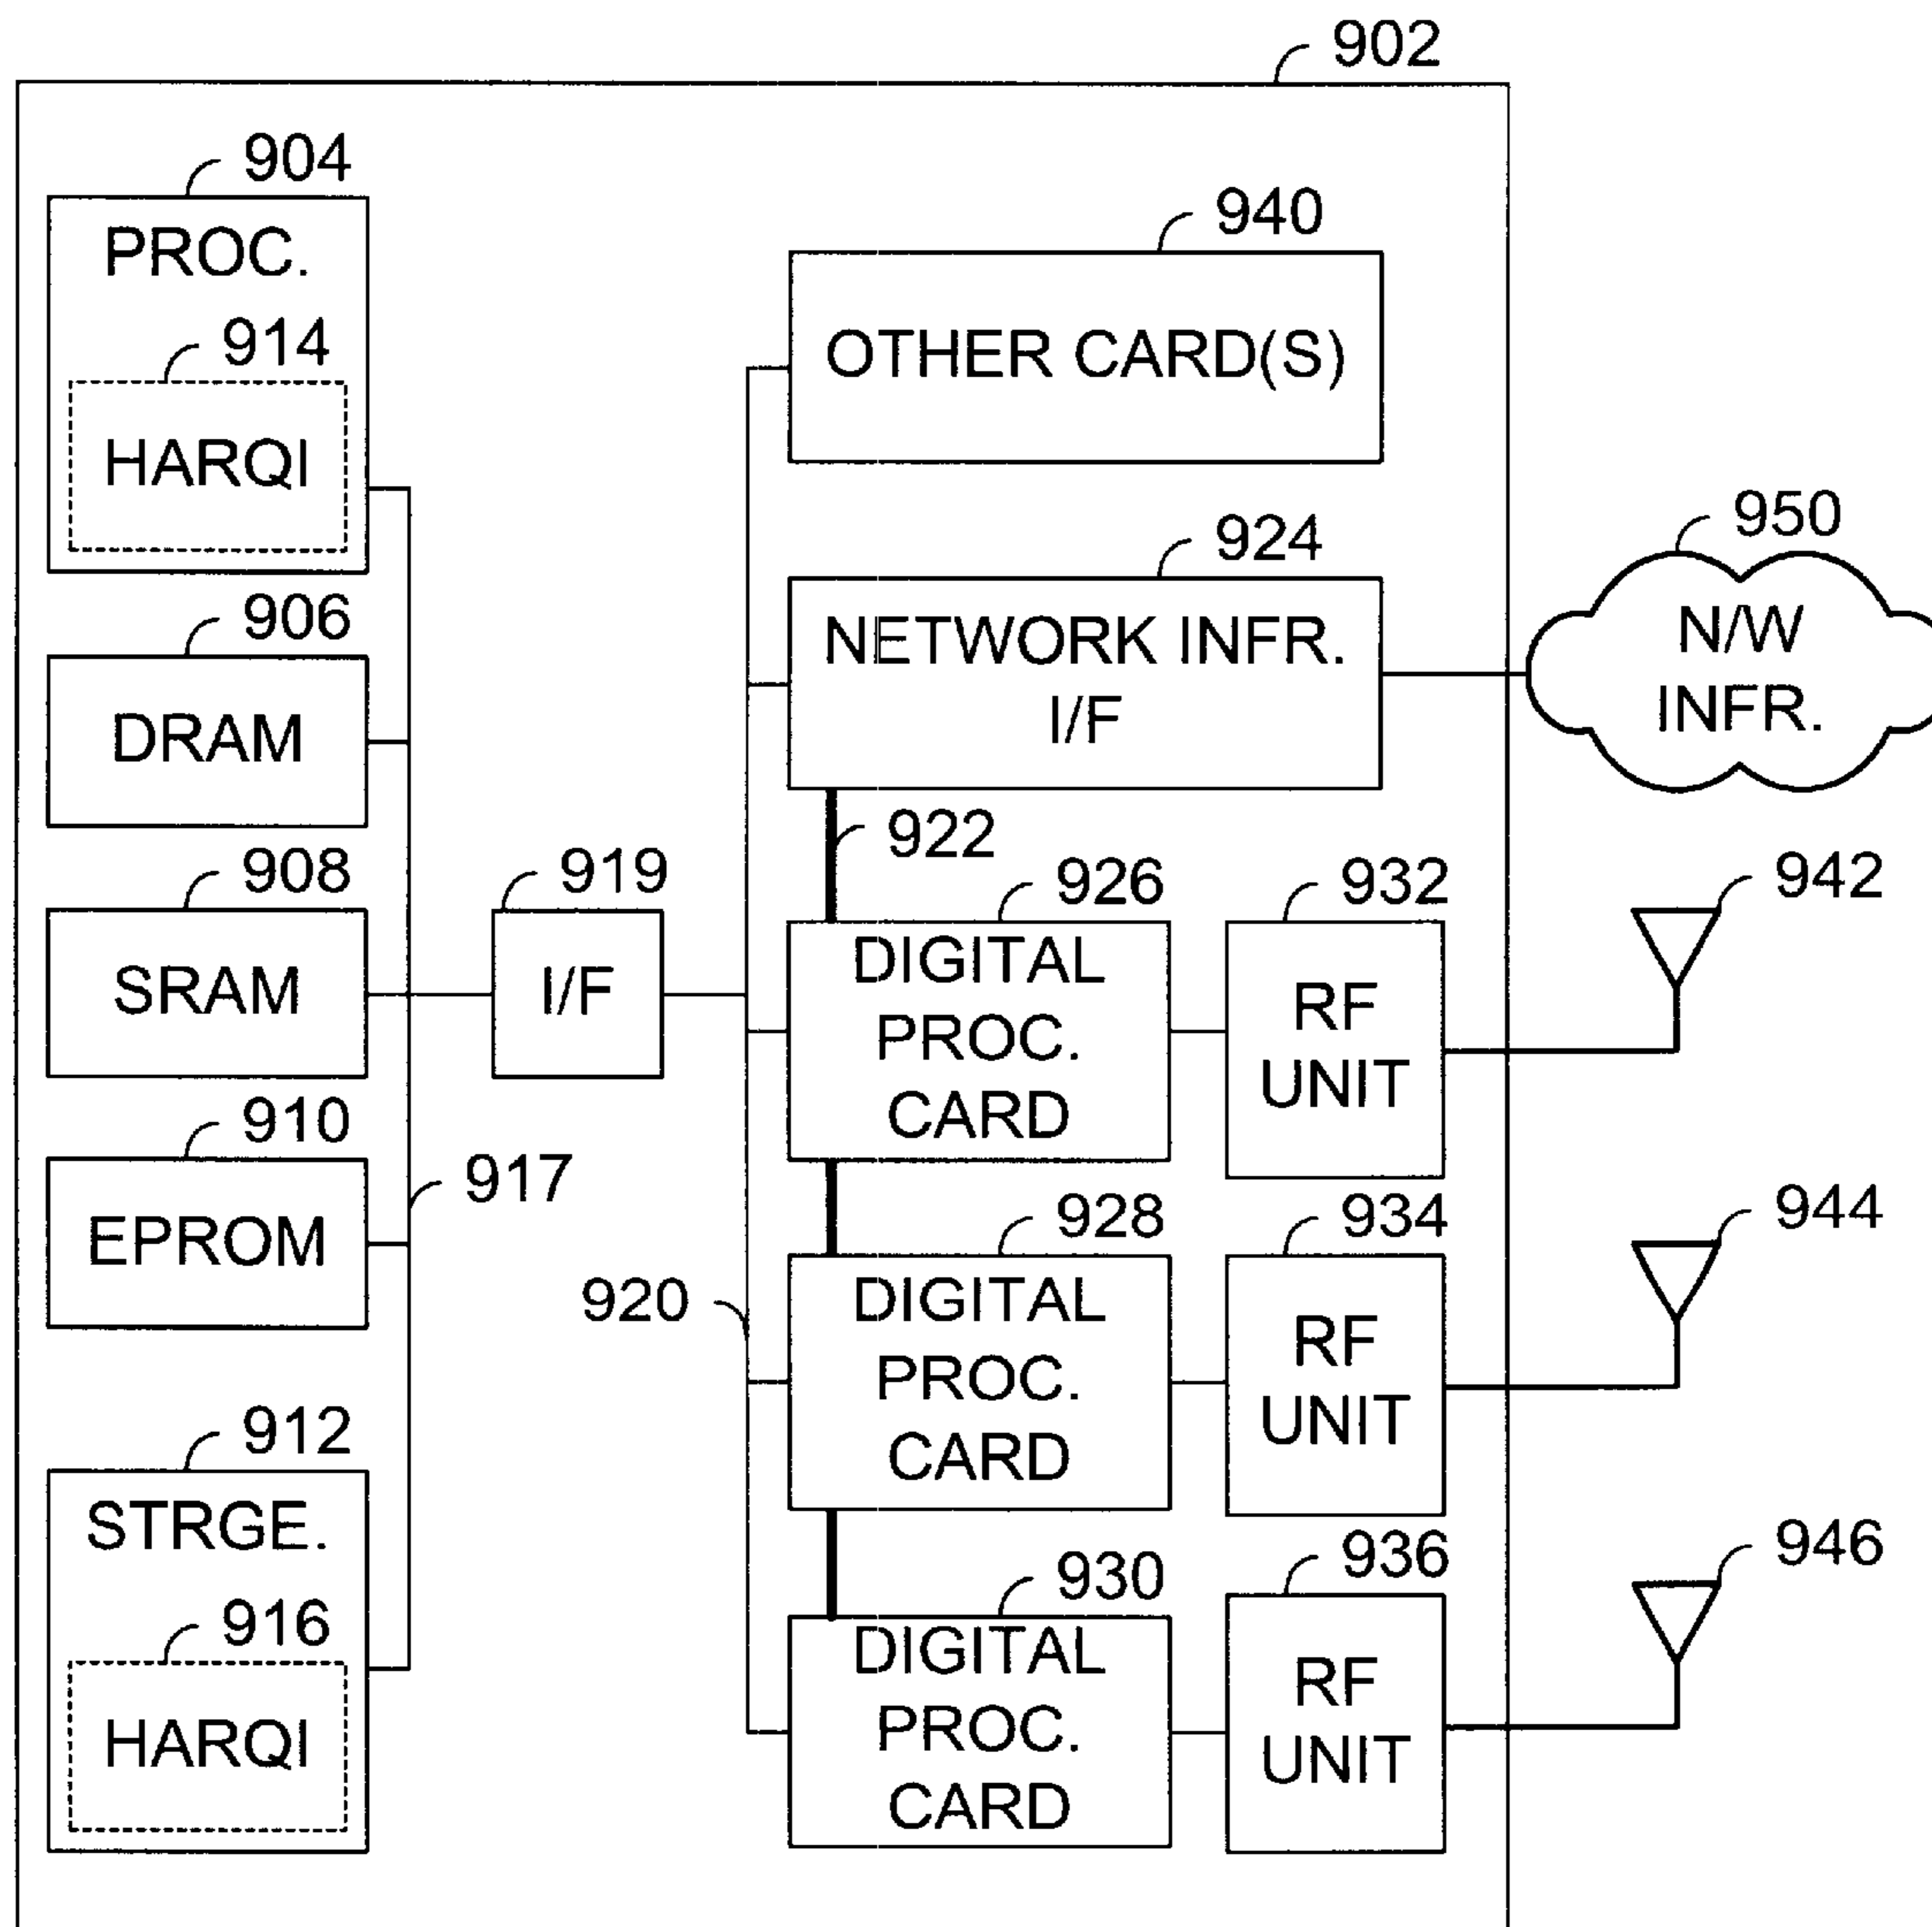 902
904
PROC.
914
HARQI
906
DRAM
908
SRAM
910
EPROM
917
912
STRGE.
916
HARQI
919
I/F
920
940
OTHER CARD(S)
924
NETWORK INFR.
I/F
950
N/W
INFR.
922
926
DIGITAL
PROC.
CARD
932
RF
UNIT
942
928
DIGITAL
PROC.
CARD
934
RF
UNIT
944
930
DIGITAL
PROC.
CARD
936
RF
UNIT
946